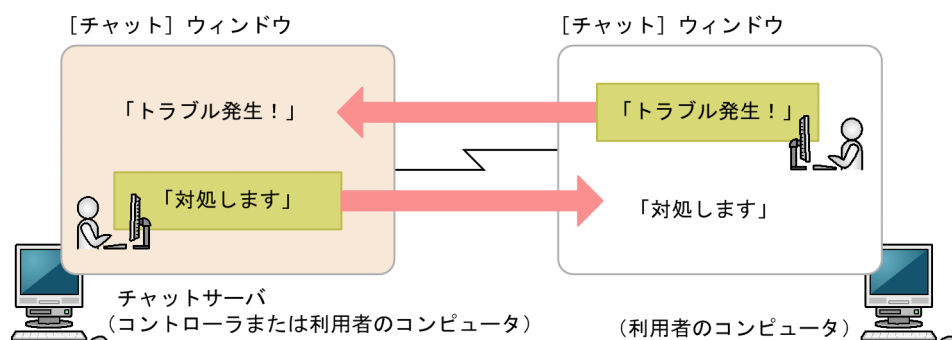 ［チャット］ウィンドウ
［チャット］ウィンドウ
「トラブル発生！」
「トラブル発生！」
「対処します」
「対処します」
チャットサーバ
（コントローラまたは利用者のコンピュータ）
（利用者のコンピュータ）